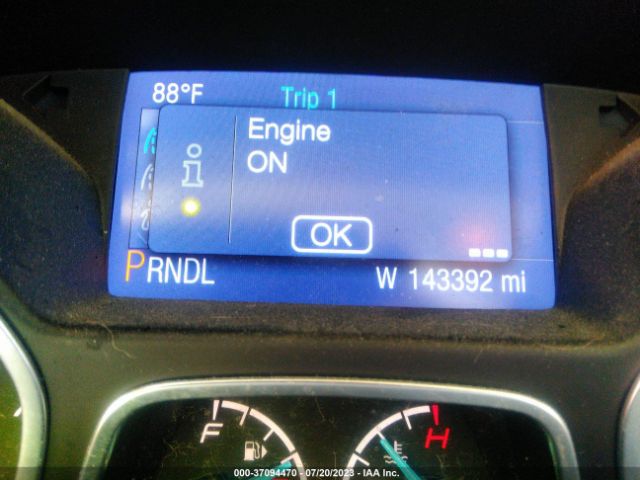 88°F Trip 1
Engine
ON
OK
PRNDL W 143392 mi
F H
000-37094470 - 07/20/2023 - IAA Inc.